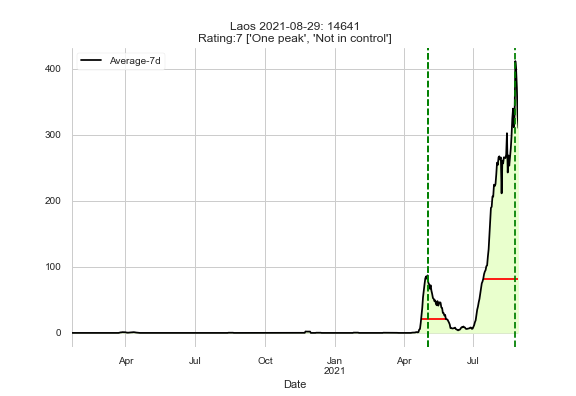 Laos 2021-08-29: 14641
Rating:7 ['One peak', 'Not in control']
Average-7d
400
300
200
100
0
Apr
Jul
Oct
Jan
2021
Apr
Jul
Date